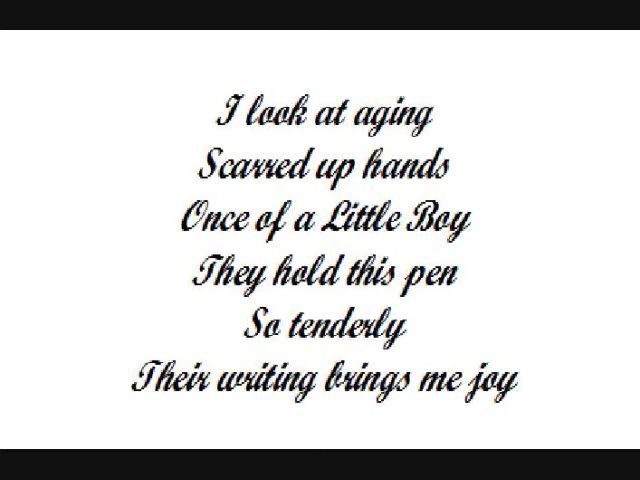 I look at aging
Scarred up hands
Once of a Little Boy
They hold this pen
So tenderly
Their writing brings me joy